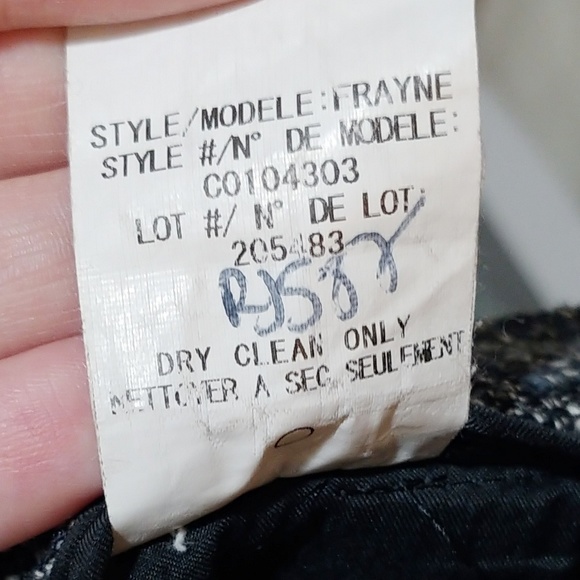 STYLE/MODELE:FRAYNE
STYLE #/N° DE MODELE:
C0104303
LOT #/ N° DE LOT:
205483
DRY CLEAN ONLY
NETTOYER A SEC SEULEMENT